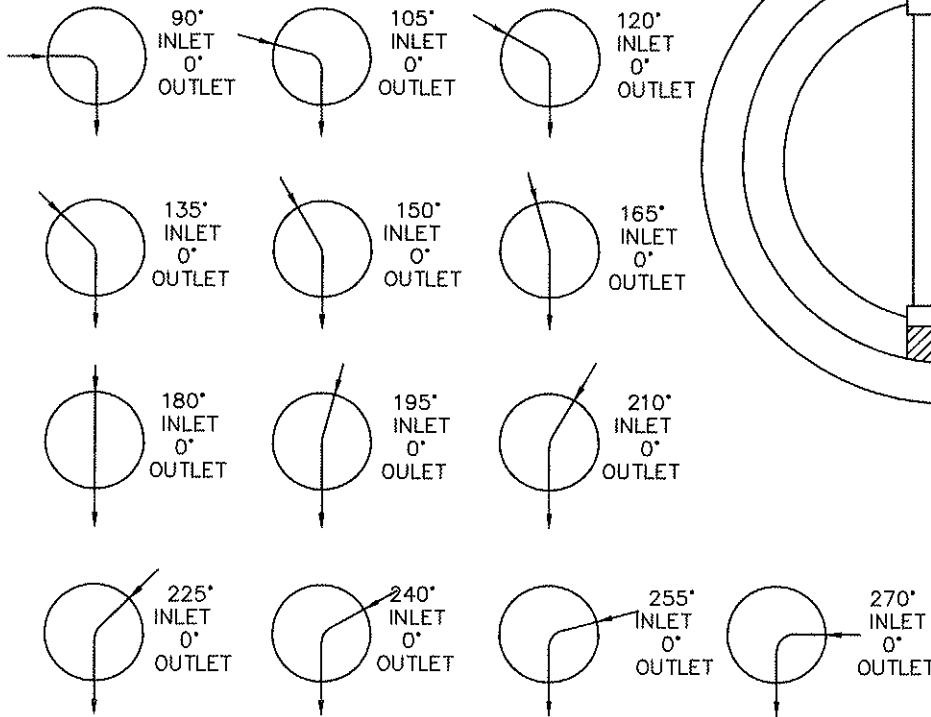 90°
INLET
0°
OUTLET
105°
INLET
0°
OUTLET
120°
INLET
0°
OUTLET
135°
INLET
0°
OUTLET
150°
INLET
0°
OUTLET
165°
INLET
0°
OUTLET
180°
INLET
0°
OUTLET
195°
INLET
0°
OULET
210°
INLET
0°
OUTLET
225°
INLET
0°
OUTLET
240°
INLET
0°
OUTLET
255°
INLET
0°
OUTLET
270°
INLET
0°
OUTLET